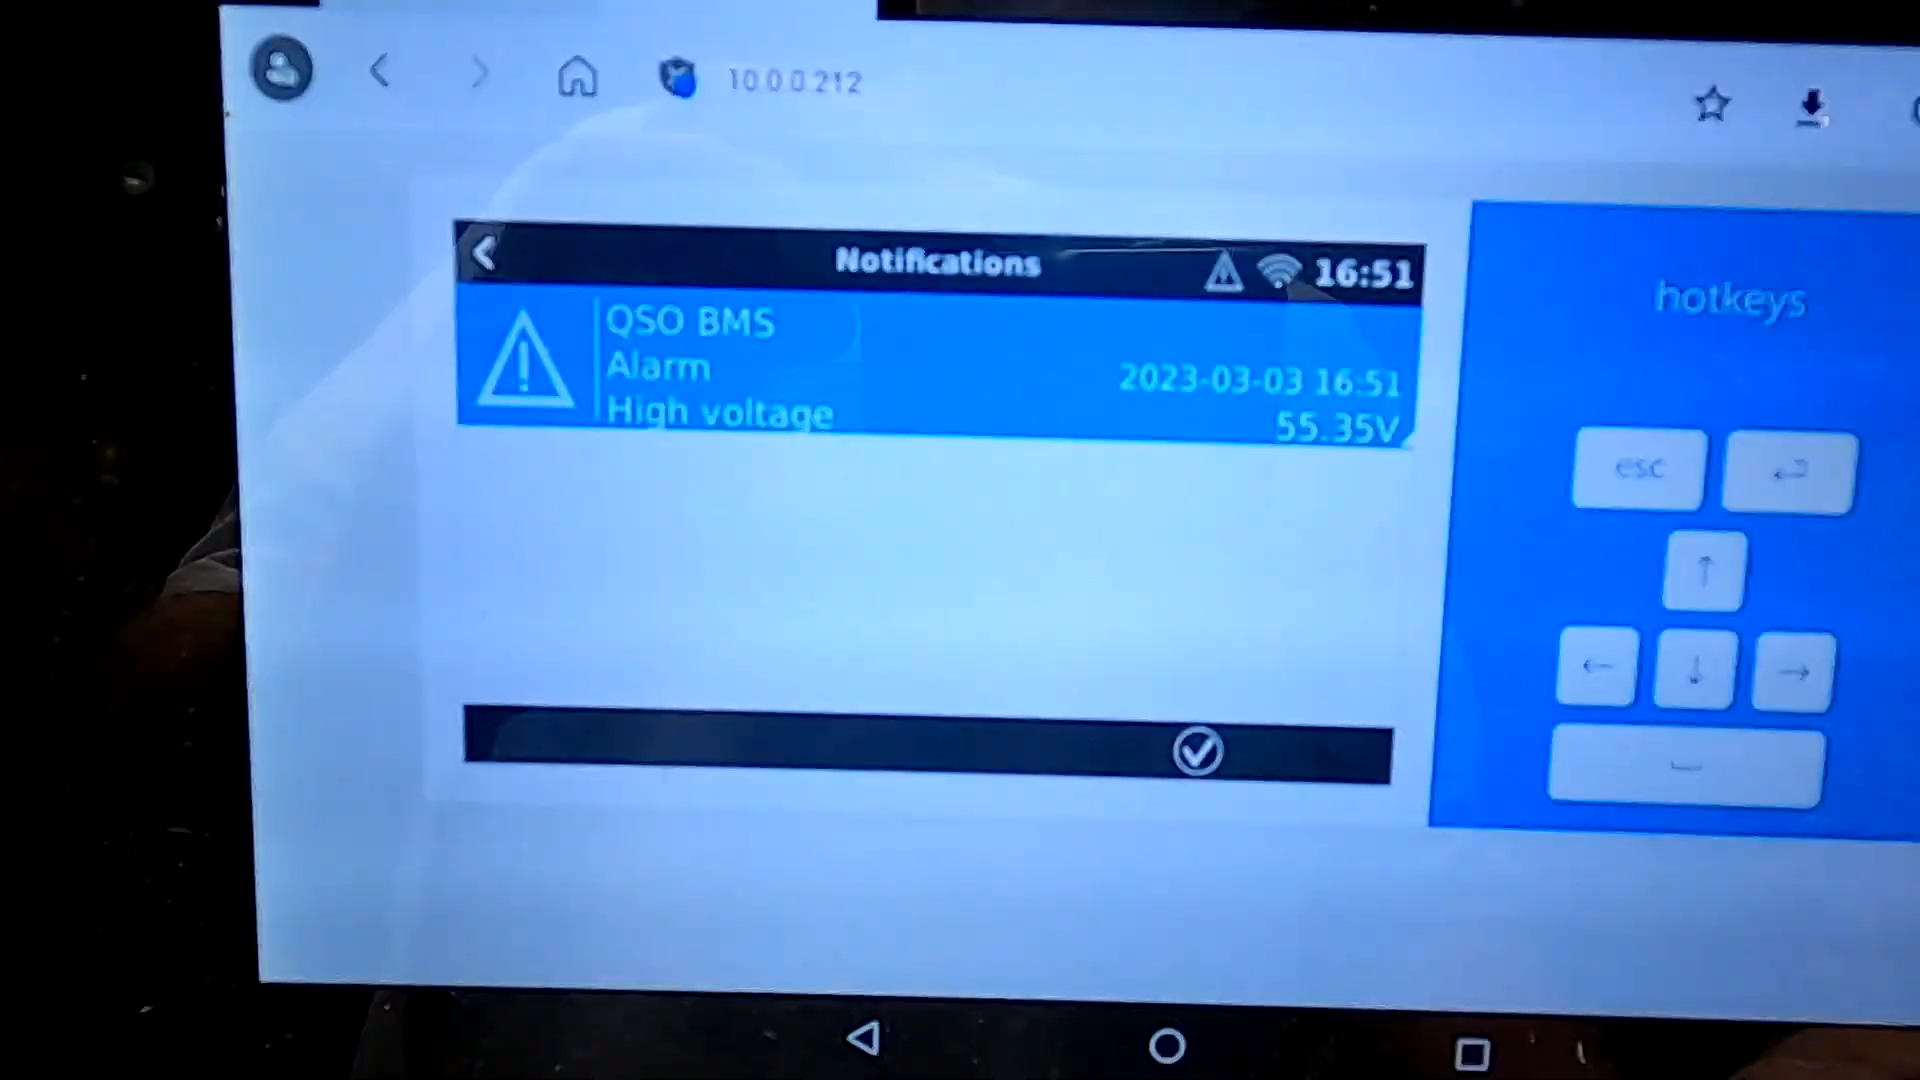 10.0.0.212
Notifications
16:51
QSO BMS
Alarm
2023-03-03 16:51
High voltage
55.35V
hotkeys
esc